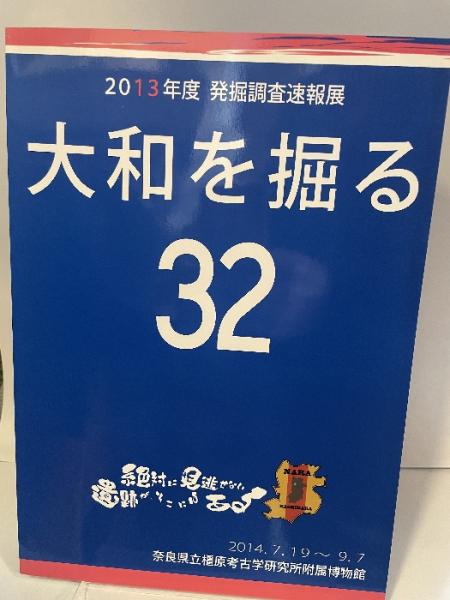 2013年度 発掘調査速報展
大和を掘る
32
絶対に見逃せない
遺跡がそこにある
NARA
KASHIHARA
2014.7.19～9.7
奈良県立橿原考古学研究所附属博物館